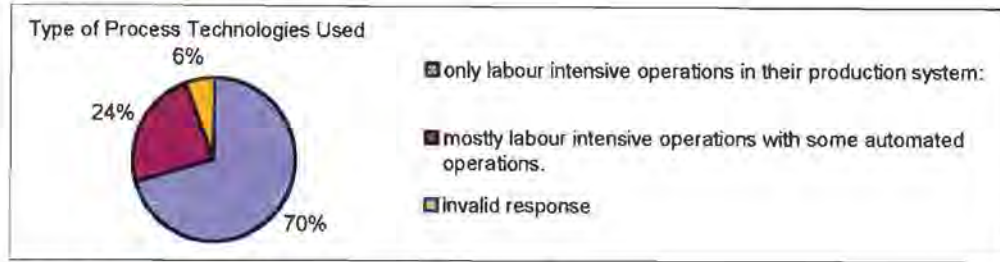 Type of Process Technologies Used
6%
24%
70%
only labour intensive operations in their production system:
mostly labour intensive operations with some automated
operations.
invalid response